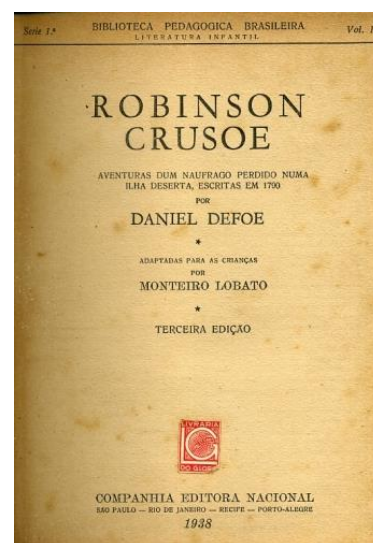 Serie 1.ª
BIBLIOTECA PEDAGOGICA BRASILEIRA
LITERATURA INFANTIL
Vol. 1
ROBINSON
CRUSOE
AVENTURAS DUM NAUFRAGO PERDIDO NUMA
ILHA DESERTA, ESCRITAS EM 1790
POR
DANIEL DEFOE
*
ADAPTADAS PARA AS CRIANÇAS
POR
MONTEIRO LOBATO
*
TERCEIRA EDIÇÃO
LIVRARIA
DO GLOBO
COMPANHIA EDITORA NACIONAL
SÃO PAULO — RIO DE JANEIRO — RECIFE — PORTO-ALEGRE
1938